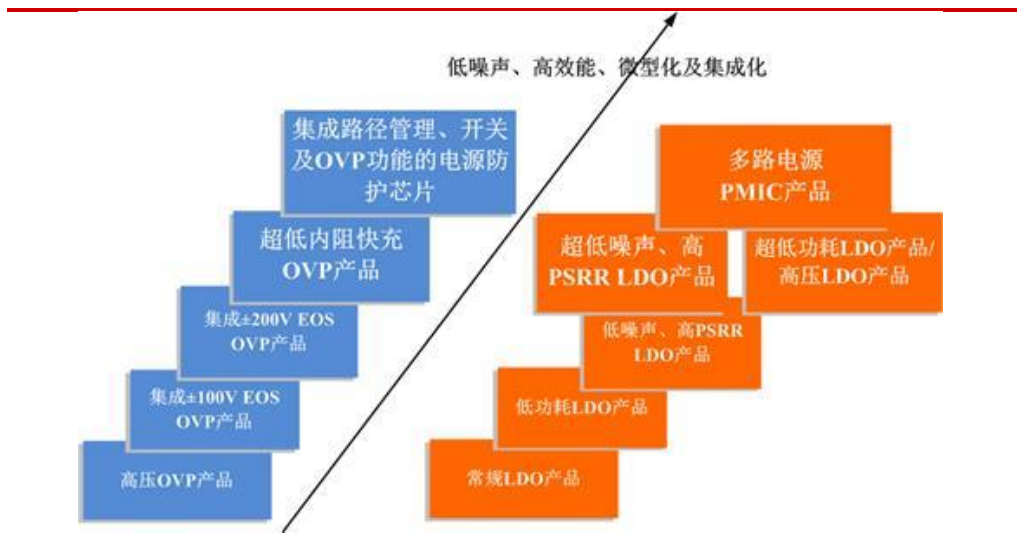 低噪声、高效能、微型化及集成化
集成路径管理、开关
及OVP功能的电源防
护芯片
超低内阻快充
OVP产品
集成±200V EOS
OVP产品
集成±100V EOS
OVP产品
高压OVP产品
多路电源
PMIC产品
超低噪声、高
PSRR LDO产品
超低功耗LDO产品/
高压LDO产品
低噪声、高PSRR
LDO产品
低功耗LDO产品
常规LDO产品